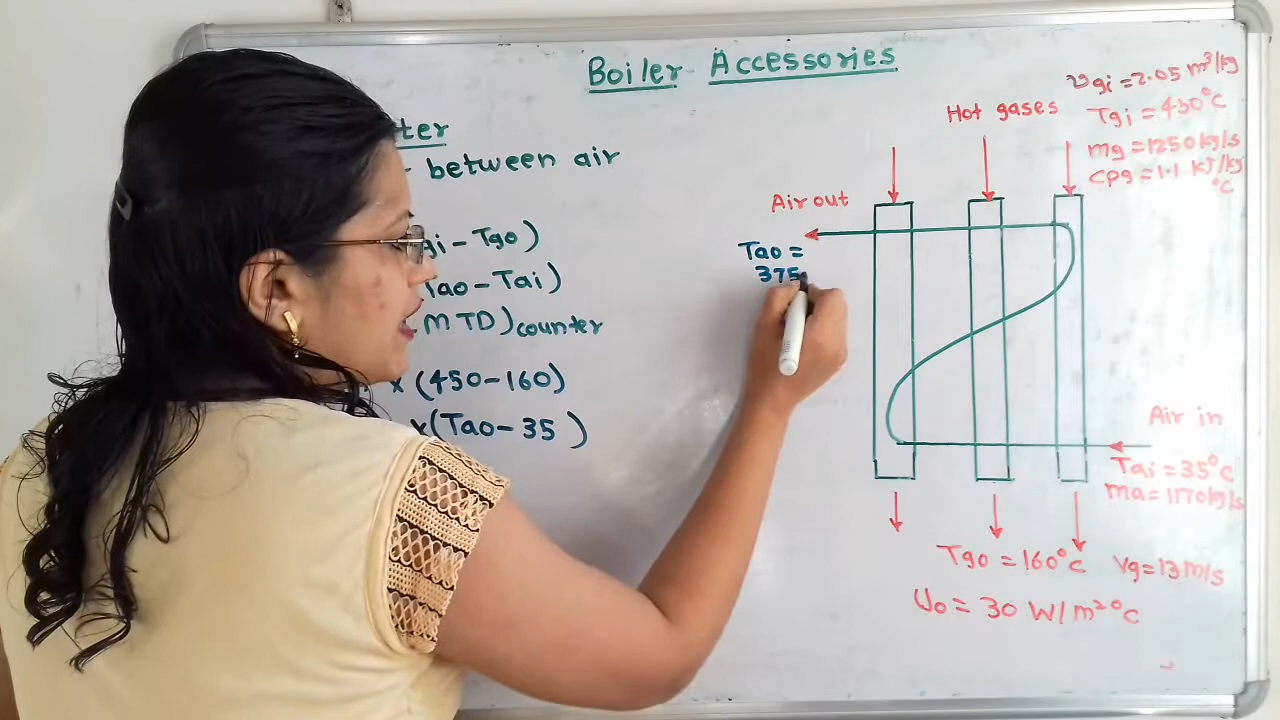 Boiler Accessories
ter
between air
gi - Tgo)
Tao - Tai)
MTD)counter
x (450-160)
x(Tao - 35 )
Hot gases
vgi = 2.05 m³/kg
Tgi = 450°C
mg = 1250 kg/s
Cpg = 1.1 kJ/kg
°C
Air out
Tao =
375
Air in
Tai = 35°C
ma = 1170 kg/s
Tgo = 160°C Vg = 13 m/s
Uo = 30 W/m²°C